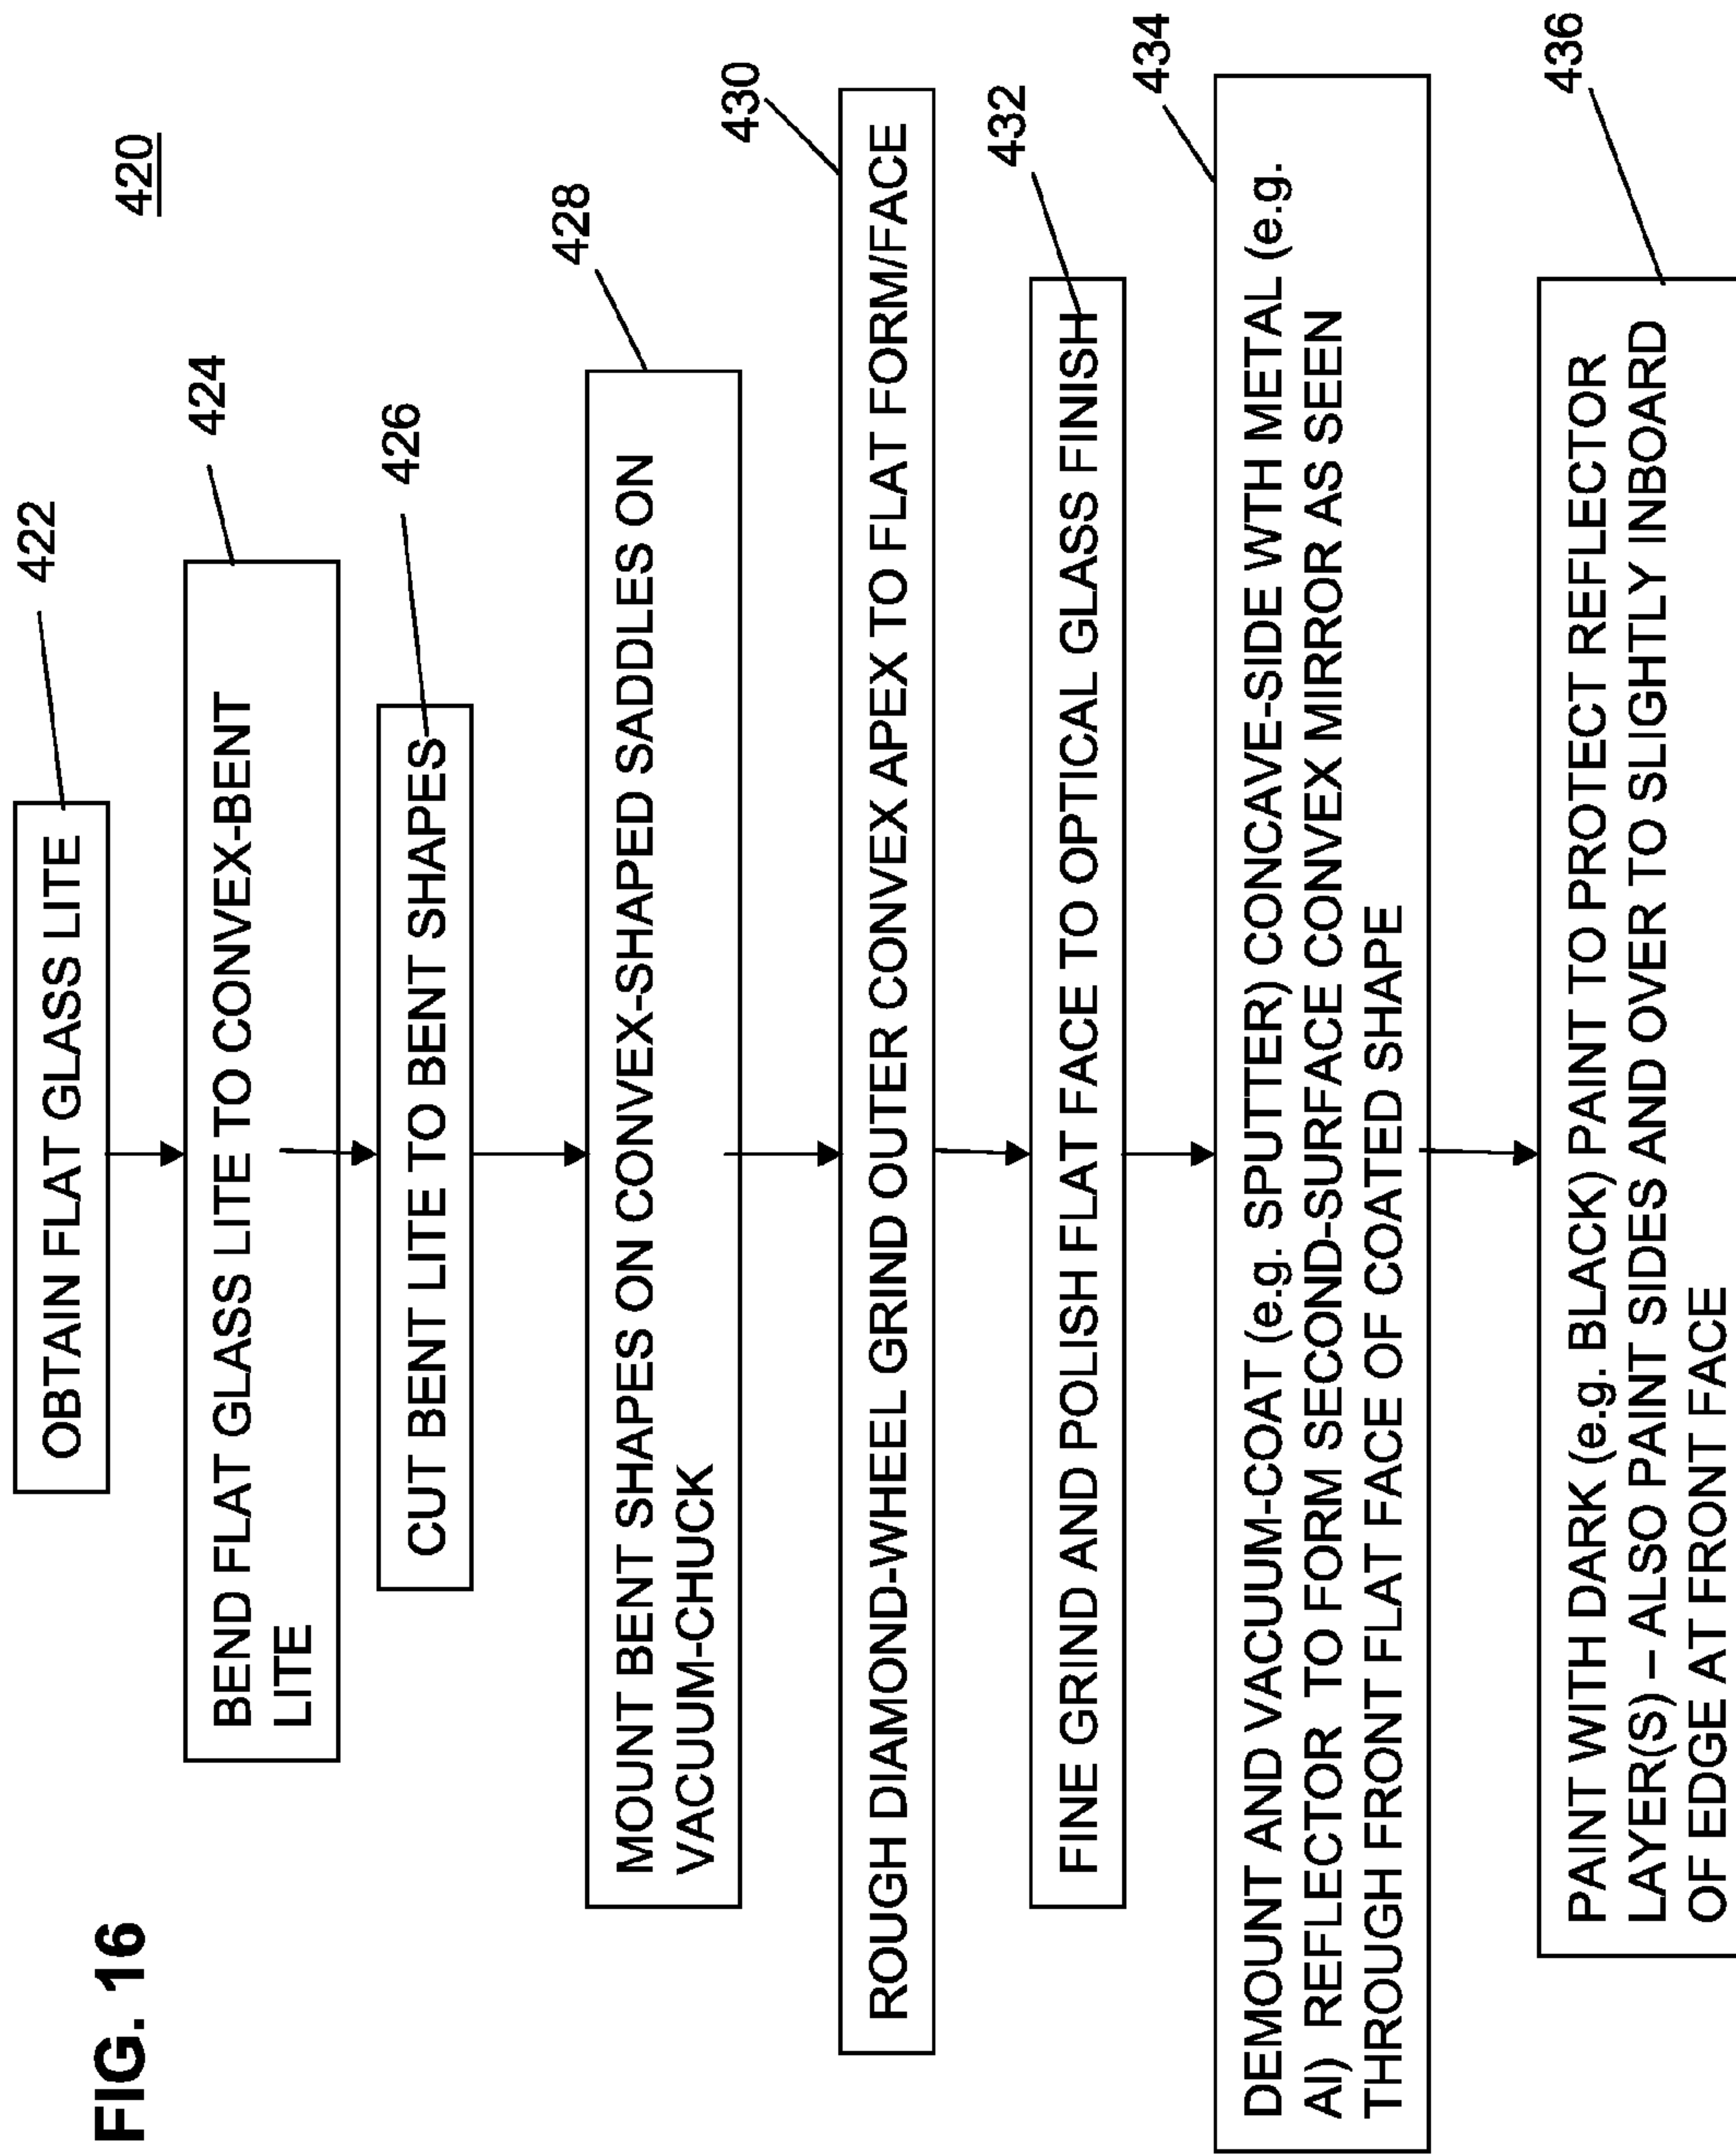 FIG. 16
420
OBTAIN FLAT GLASS LITE
422
BEND FLAT GLASS LITE TO CONVEX-BENT
LITE
424
CUT BENT LITE TO BENT SHAPES
426
MOUNT BENT SHAPES ON CONVEX-SHAPED SADDLES ON
VACUUM-CHUCK
428
ROUGH DIAMOND-WHEEL GRIND OUTER CONVEX APEX TO FLAT FORM/FACE
430
FINE GRIND AND POLISH FLAT FACE TO OPTICAL GLASS FINISH
432
DEMOUNT AND VACUUM-COAT (e.g. SPUTTER) CONCAVE-SIDE WTH METAL (e.g.
Al) REFLECTOR TO FORM SECOND-SURFACE CONVEX MIRROR AS SEEN
THROUGH FRONT FLAT FACE OF COATED SHAPE
434
PAINT WITH DARK (e.g. BLACK) PAINT TO PROTECT REFLECTOR
LAYER(S) – ALSO PAINT SIDES AND OVER TO SLIGHTLY INBOARD
OF EDGE AT FRONT FACE
436